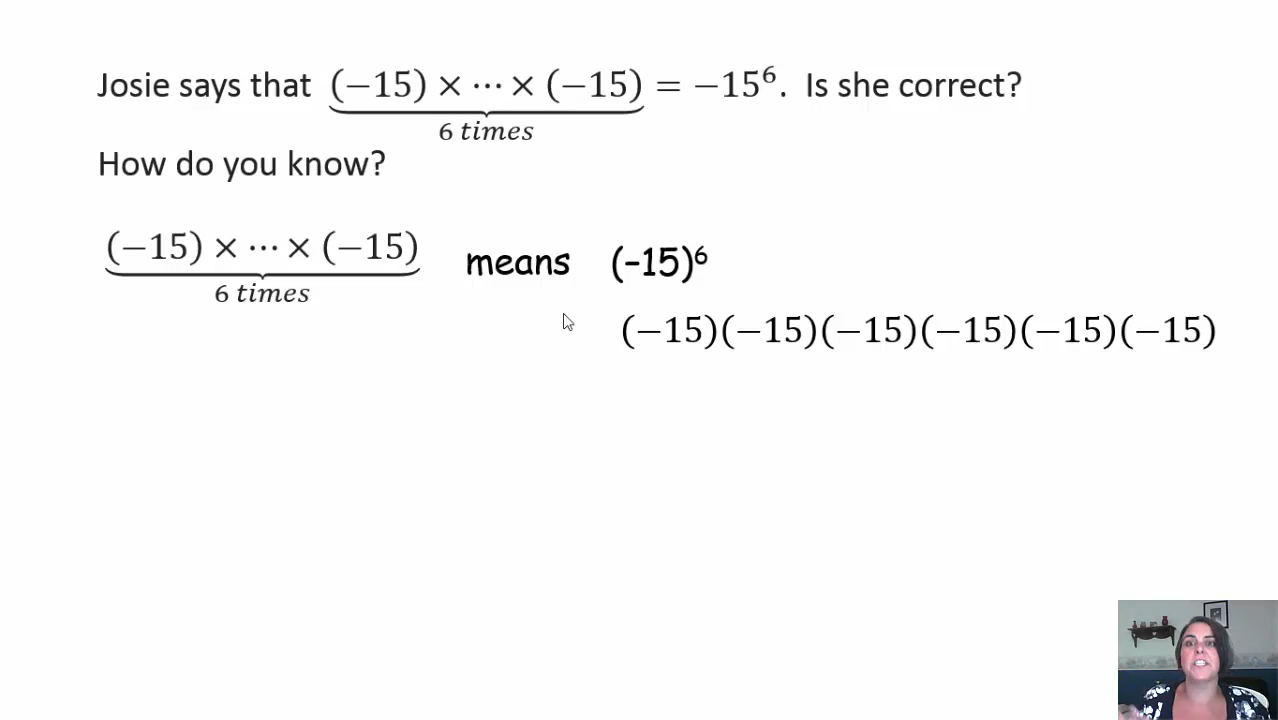 Josie says that (−15) × ⋯ × (−15) = −15⁶. Is she correct?
6 times
How do you know?
(−15) × ⋯ × (−15) means (−15)⁶
6 times
(−15)(−15)(−15)(−15)(−15)(−15)